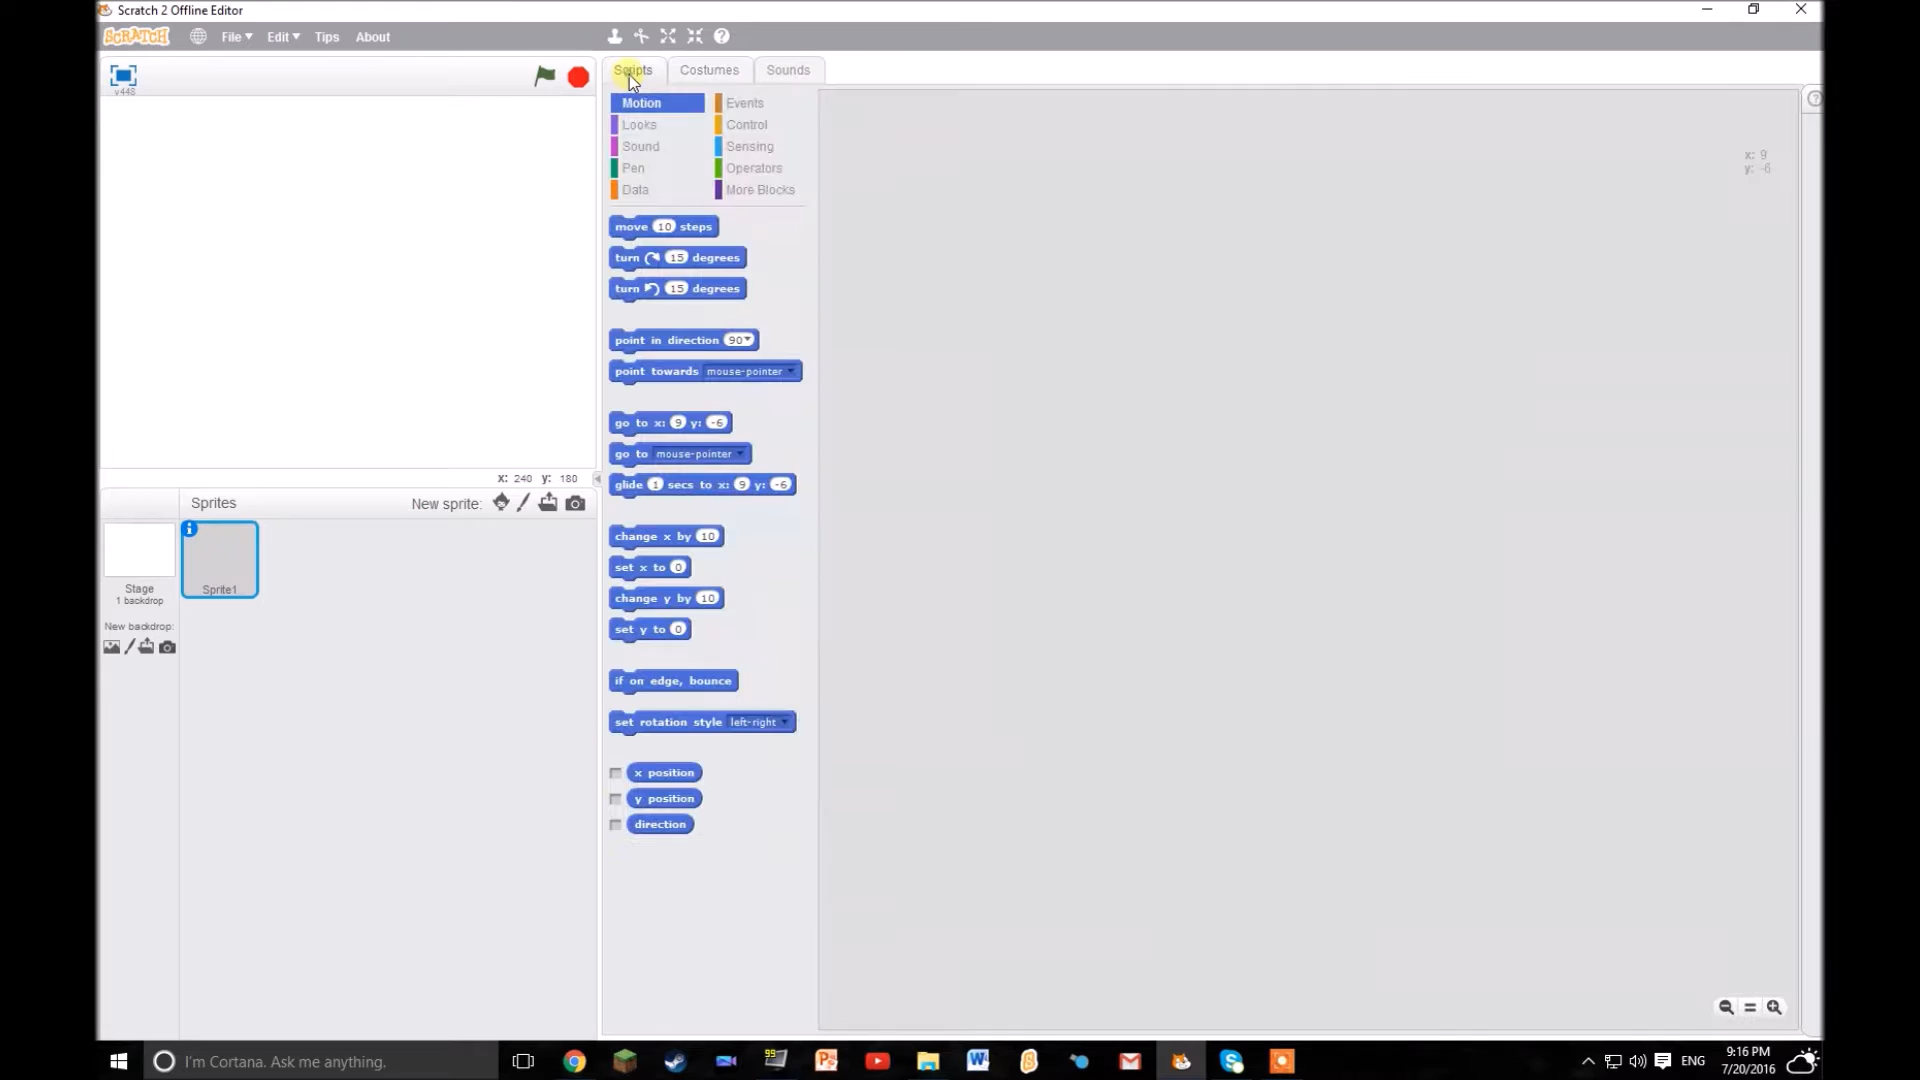 Scratch 2 Offline Editor
SCRATCH File Edit Tips About
v448
Scripts Costumes Sounds
Motion Events
Looks Control
Sound Sensing
Pen Operators
Data More Blocks
x: 9
y: -6
move 10 steps
turn 15 degrees
turn 15 degrees
point in direction 90
point towards mouse-pointer
go to x: 9 y: -6
go to mouse-pointer
glide 1 secs to x: 9 y: -6
x: 240 y: 180
Sprites New sprite:
Stage
1 backdrop
Sprite1
New backdrop:
change x by 10
set x to 0
change y by 10
set y to 0
if on edge, bounce
set rotation style left-right
x position
y position
direction
I'm Cortana. Ask me anything.
99
ENG
9:16 PM
7/20/2016